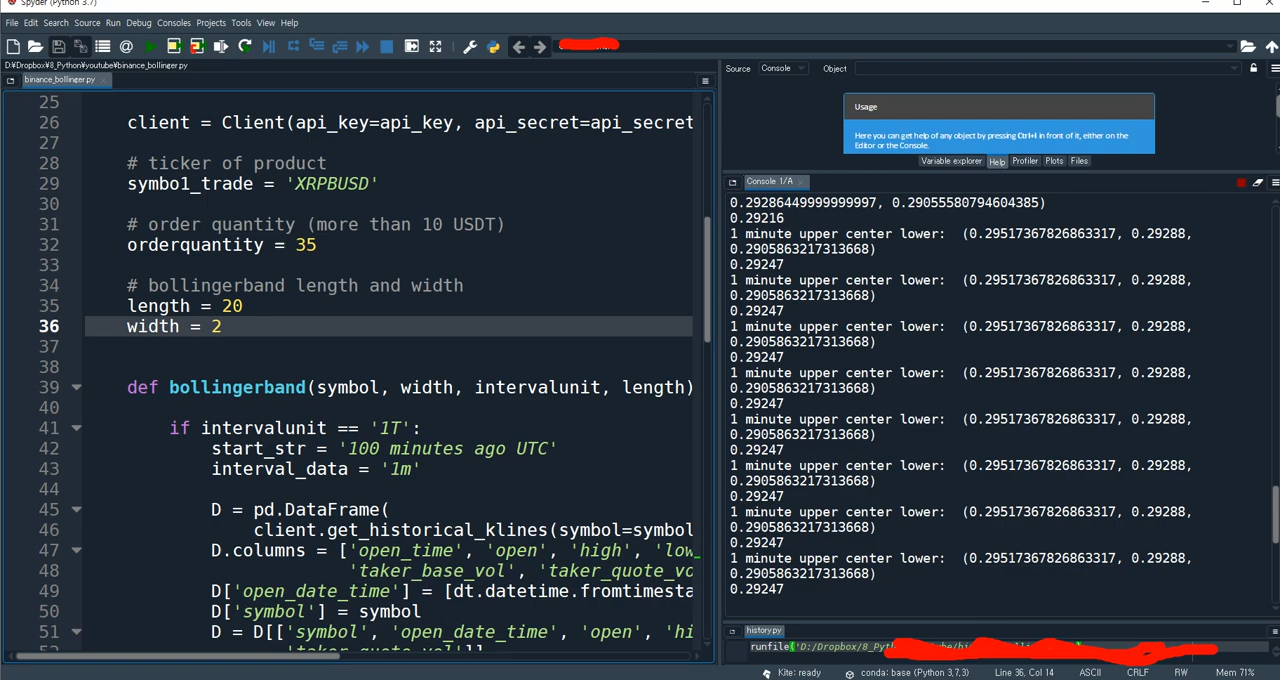 Spyder (Python 3.7)
File Edit Search Run Debug Consoles Projects Tools View Help
D:¥Dropbox¥8_Python¥youtube¥binance_bollinger.py
binance_bollinger.py
25
26 client = Client(api_key=api_key, api_secret=api_secret
27
28 # ticker of product
29 symbol_trade = 'XRPBUSD'
30
31 # order quantity (more than 10 USDT)
32 orderquantity = 35
33
34 # bollingerband length and width
35 length = 20
36 width = 2
37
38
39 def bollingerband(symbol, width, intervalunit, length)
40
41 if intervalunit == '1T':
42 start_str = '100 minutes ago UTC'
43 interval_data = '1m'
44
45 D = pd.DataFrame(
46 client.get_historical_klines(symbol=symbol
47 D.columns = ['open_time', 'open', 'high', 'low
48 'taker_base_vol', 'taker_quote_vo
49 D['open_date_time'] = [dt.datetime.fromtimesta
50 D['symbol'] = symbol
51 D = D[['symbol', 'open_date_time', 'open', 'hi
52 'taker_quote_vol']]
Source Console Object
Usage
Here you can get help of any object by pressing Ctrl+I in front of it, either on the
Editor or the Console.
Variable explorer Help Profiler Plots Files
Console 1/A
0.29286449999999997, 0.29055580794604385)
0.29216
1 minute upper center lower: (0.29517367826863317, 0.29288,
0.2905863217313668)
0.29247
1 minute upper center lower: (0.29517367826863317, 0.29288,
0.2905863217313668)
0.29247
1 minute upper center lower: (0.29517367826863317, 0.29288,
0.2905863217313668)
0.29247
1 minute upper center lower: (0.29517367826863317, 0.29288,
0.2905863217313668)
0.29247
1 minute upper center lower: (0.29517367826863317, 0.29288,
0.2905863217313668)
0.29247
1 minute upper center lower: (0.29517367826863317, 0.29288,
0.2905863217313668)
0.29247
1 minute upper center lower: (0.29517367826863317, 0.29288,
0.2905863217313668)
0.29247
1 minute upper center lower: (0.29517367826863317, 0.29288,
0.2905863217313668)
0.29247
history.py
runfile('D:/Dropbox/8_Py
Kite: ready conda: base (Python 3.7.3) Line 36, Col 14 ASCII CRLF RW Mem 71%